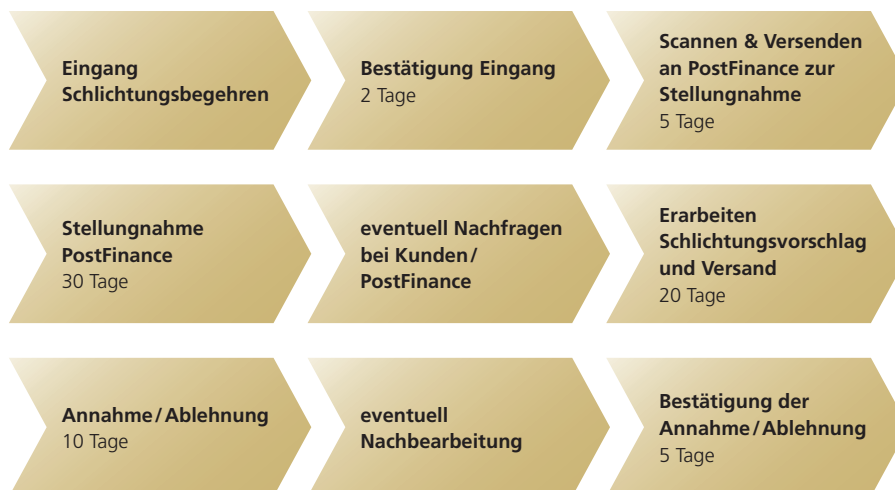 Eingang
Schlichtungsbegehren
Bestätigung Eingang
2 Tage
Scannen & Versenden
an PostFinance zur
Stellungnahme
5 Tage
Stellungnahme
PostFinance
30 Tage
eventuell Nachfragen
bei Kunden/
PostFinance
Erarbeiten
Schlichtungsvorschlag
und Versand
20 Tage
Annahme/Ablehnung
10 Tage
eventuell
Nachbearbeitung
Bestätigung der
Annahme/Ablehnung
5 Tage